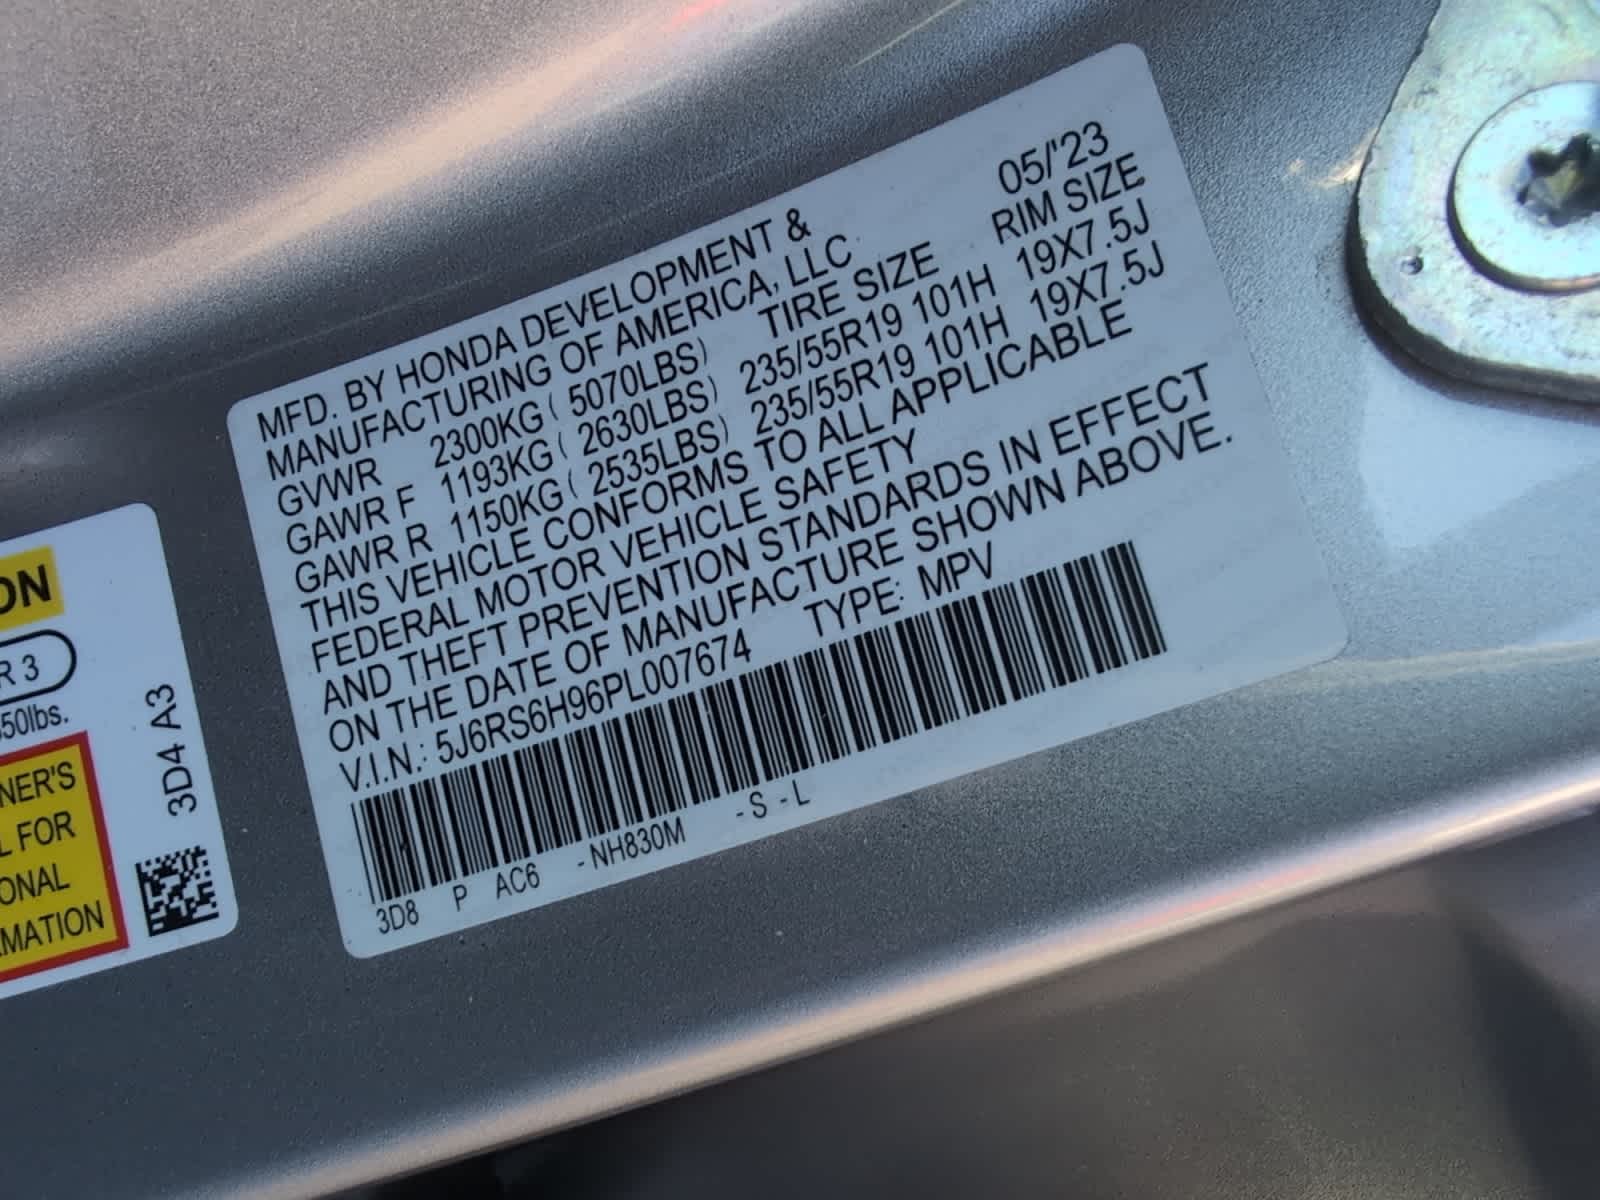 MFD. BY HONDA DEVELOPMENT &
MANUFACTURING OF AMERICA, LLC 05/'23
GVWR 2300KG ( 5070LBS) TIRE SIZE RIM SIZE
GAWR F 1193KG ( 2630LBS) 235/55R19 101H 19X7.5J
GAWR R 1150KG ( 2535LBS) 235/55R19 101H 19X7.5J
THIS VEHICLE CONFORMS TO ALL APPLICABLE
FEDERAL MOTOR VEHICLE SAFETY
AND THEFT PREVENTION STANDARDS IN EFFECT
ON THE DATE OF MANUFACTURE SHOWN ABOVE.
V.I.N.: 5J6RS6H96PL007674 TYPE: MPV
3D8 P AC6 -NH830M -S -L
ON
R 3
50lbs.
NER'S
L FOR
ONAL
MATION
3D4 A3